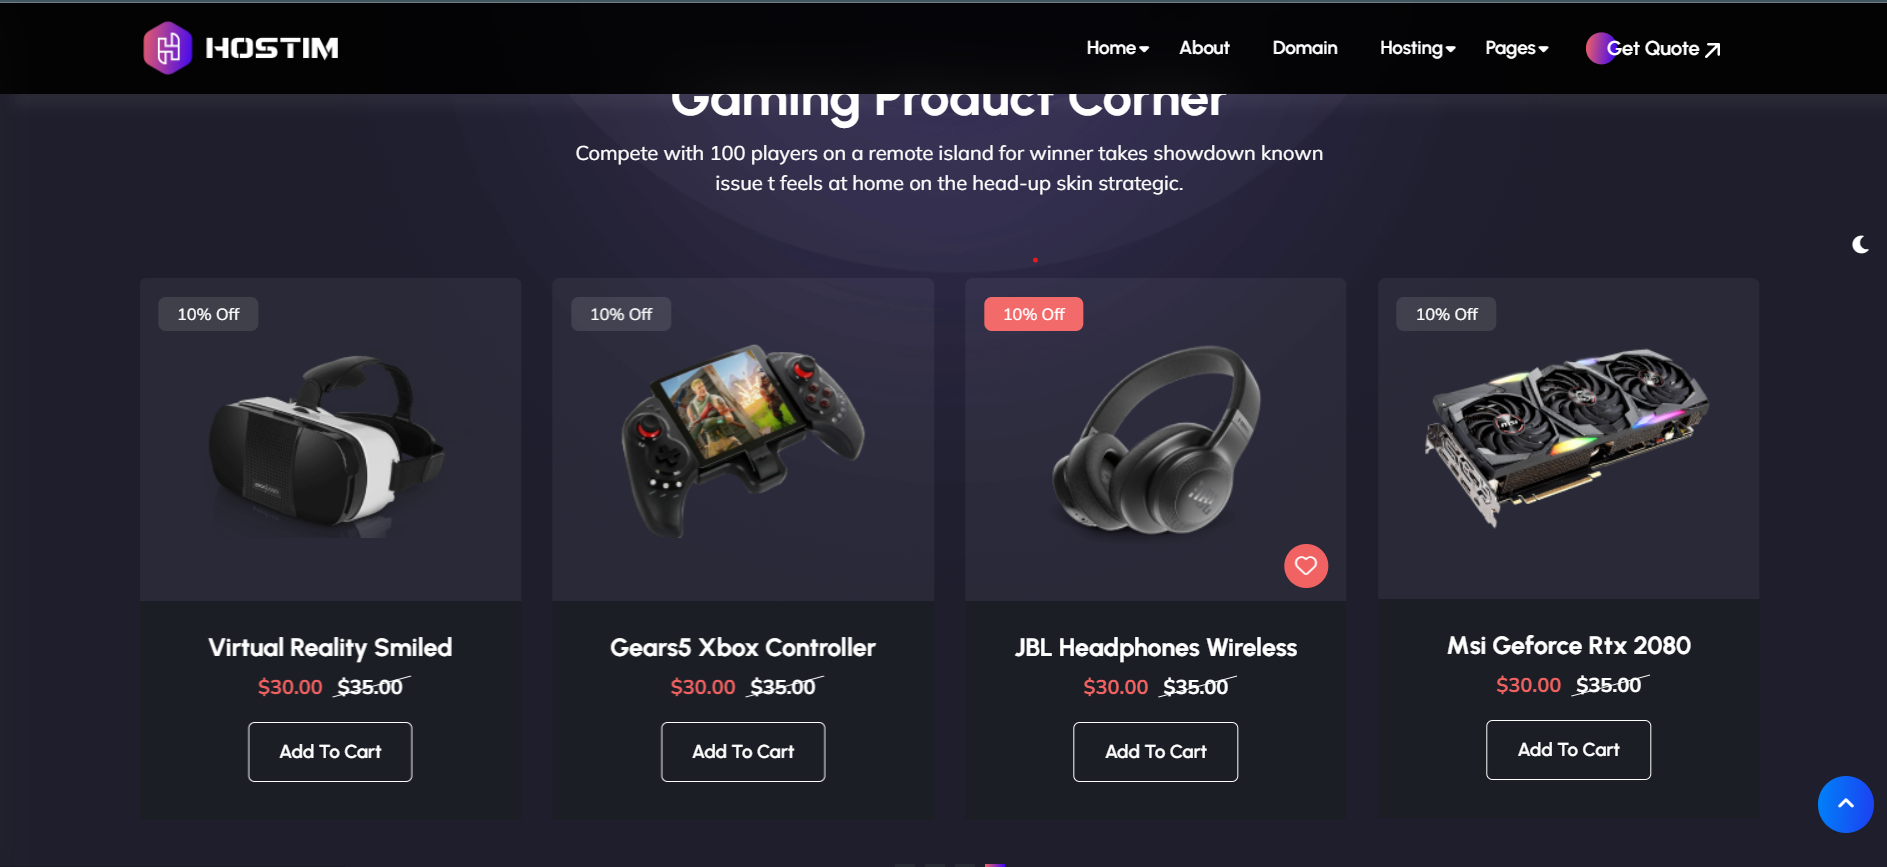 HOSTIM
Home
About
Domain
Hosting
Pages
Get Quote
Gaming Product Corner
Compete with 100 players on a remote island for winner takes showdown known
issue t feels at home on the head-up skin strategic.
10% Off
10% Off
10% Off
10% Off
msi
JBL
Virtual Reality Smiled
Gears5 Xbox Controller
JBL Headphones Wireless
Msi Geforce Rtx 2080
$30.00 $35.00
$30.00 $35.00
$30.00 $35.00
$30.00 $35.00
Add To Cart
Add To Cart
Add To Cart
Add To Cart